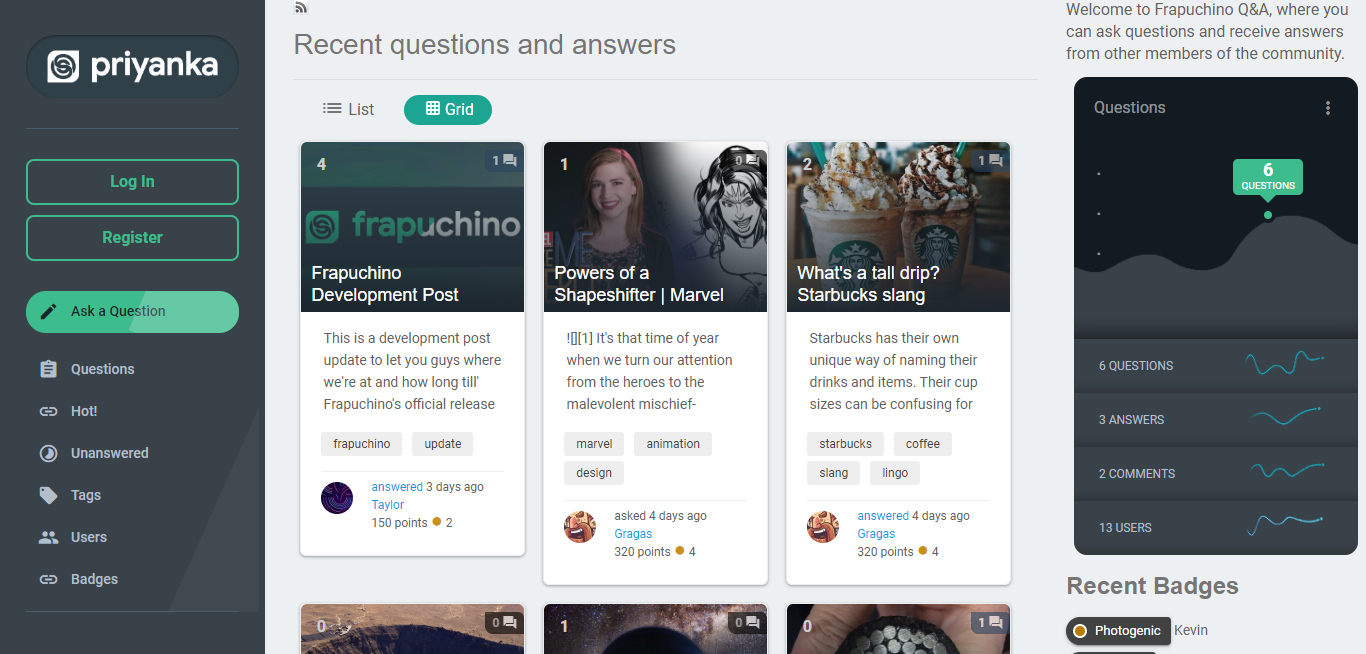 priyanka
Log In
Register
Ask a Question
Questions
Hot!
Unanswered
Tags
Users
Badges
Recent questions and answers
List
Grid
4
1
frapuchino
Frapuchino
Development Post
This is a development post
update to let you guys where
we're at and how long till'
Frapuchino's official release
frapuchino
update
answered 3 days ago
Taylor
150 points 2
1
0
Powers of a
Shapeshifter | Marvel
![][1] It's that time of year
when we turn our attention
from the heroes to the
malevolent mischief-
marvel
animation
design
asked 4 days ago
Gragas
320 points 4
2
1
What's a tall drip?
Starbucks slang
Starbucks has their own
unique way of naming their
drinks and items. Their cup
sizes can be confusing for
starbucks
coffee
slang
lingo
answered 4 days ago
Gragas
320 points 4
0
0
1
0
0
1
Welcome to Frapuchino Q&A, where you
can ask questions and receive answers
from other members of the community.
Questions
6
QUESTIONS
6 QUESTIONS
3 ANSWERS
2 COMMENTS
13 USERS
Recent Badges
Photogenic Kevin